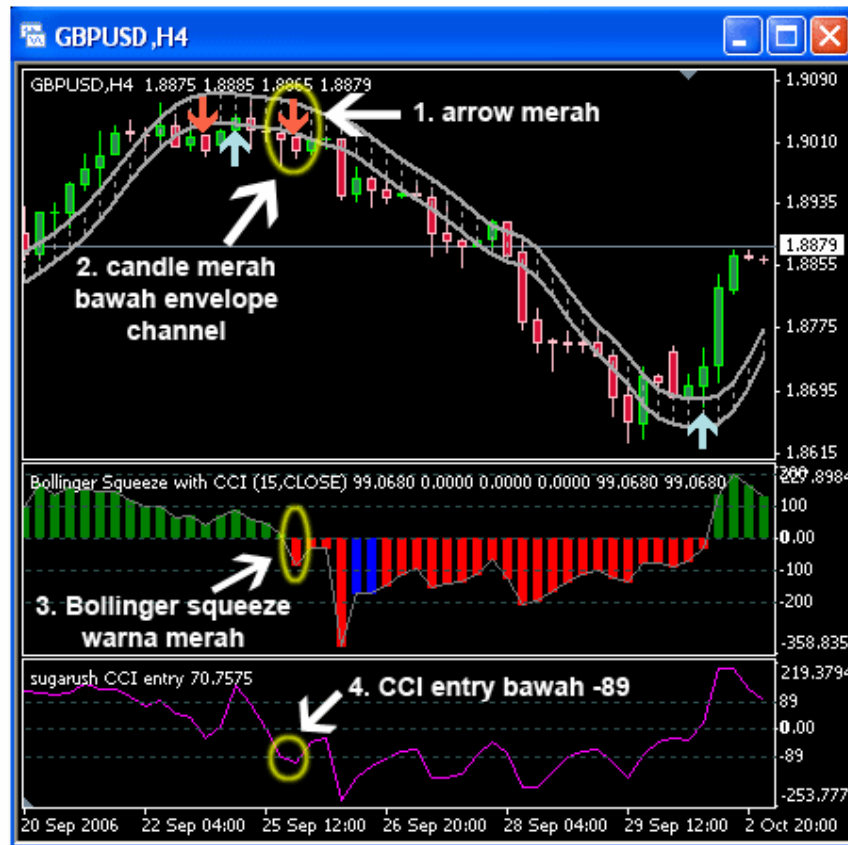 GBPUSD,H4
GBPUSD,H4 1.8875 1.8885 1.8865 1.8879
1.9090
1. arrow merah
1.9010
1.8935
1.8879
1.8855
2. candle merah
bawah envelope
channel
1.8775
1.8695
1.8615
Bollinger Squeeze with CCI (15,CLOSE) 99.0680 0.0000 0.0000 0.0000 99.0680 99.0680
100
0.00
-100
-200
3. Bollinger squeeze
warna merah
-358.835
sugarush CCI entry 70.7575
219.3794
4. CCI entry bawah -89
89
0.00
-89
-253.777
20 Sep 2006 22 Sep 04:00 25 Sep 12:00 26 Sep 20:00 28 Sep 04:00 29 Sep 12:00 2 Oct 20:00